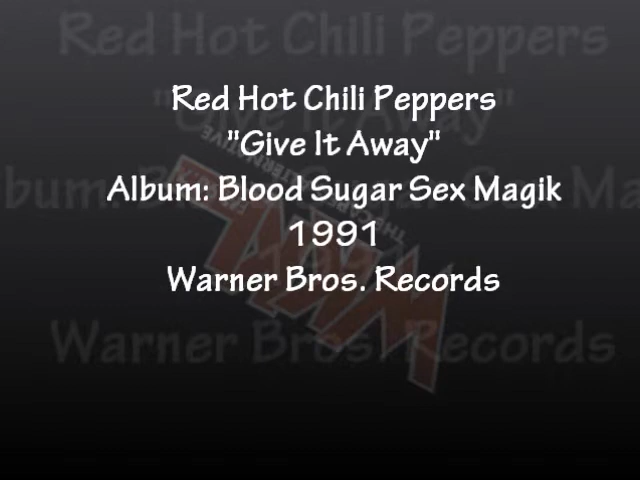 Red Hot Chili Peppers
"Give It Away"
Album: Blood Sugar Sex Magik
1991
Warner Bros. Records